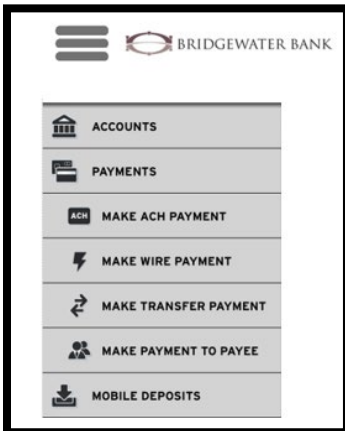 BRIDGEWATER BANK
ACCOUNTS
PAYMENTS
ACH MAKE ACH PAYMENT
MAKE WIRE PAYMENT
MAKE TRANSFER PAYMENT
MAKE PAYMENT TO PAYEE
MOBILE DEPOSITS